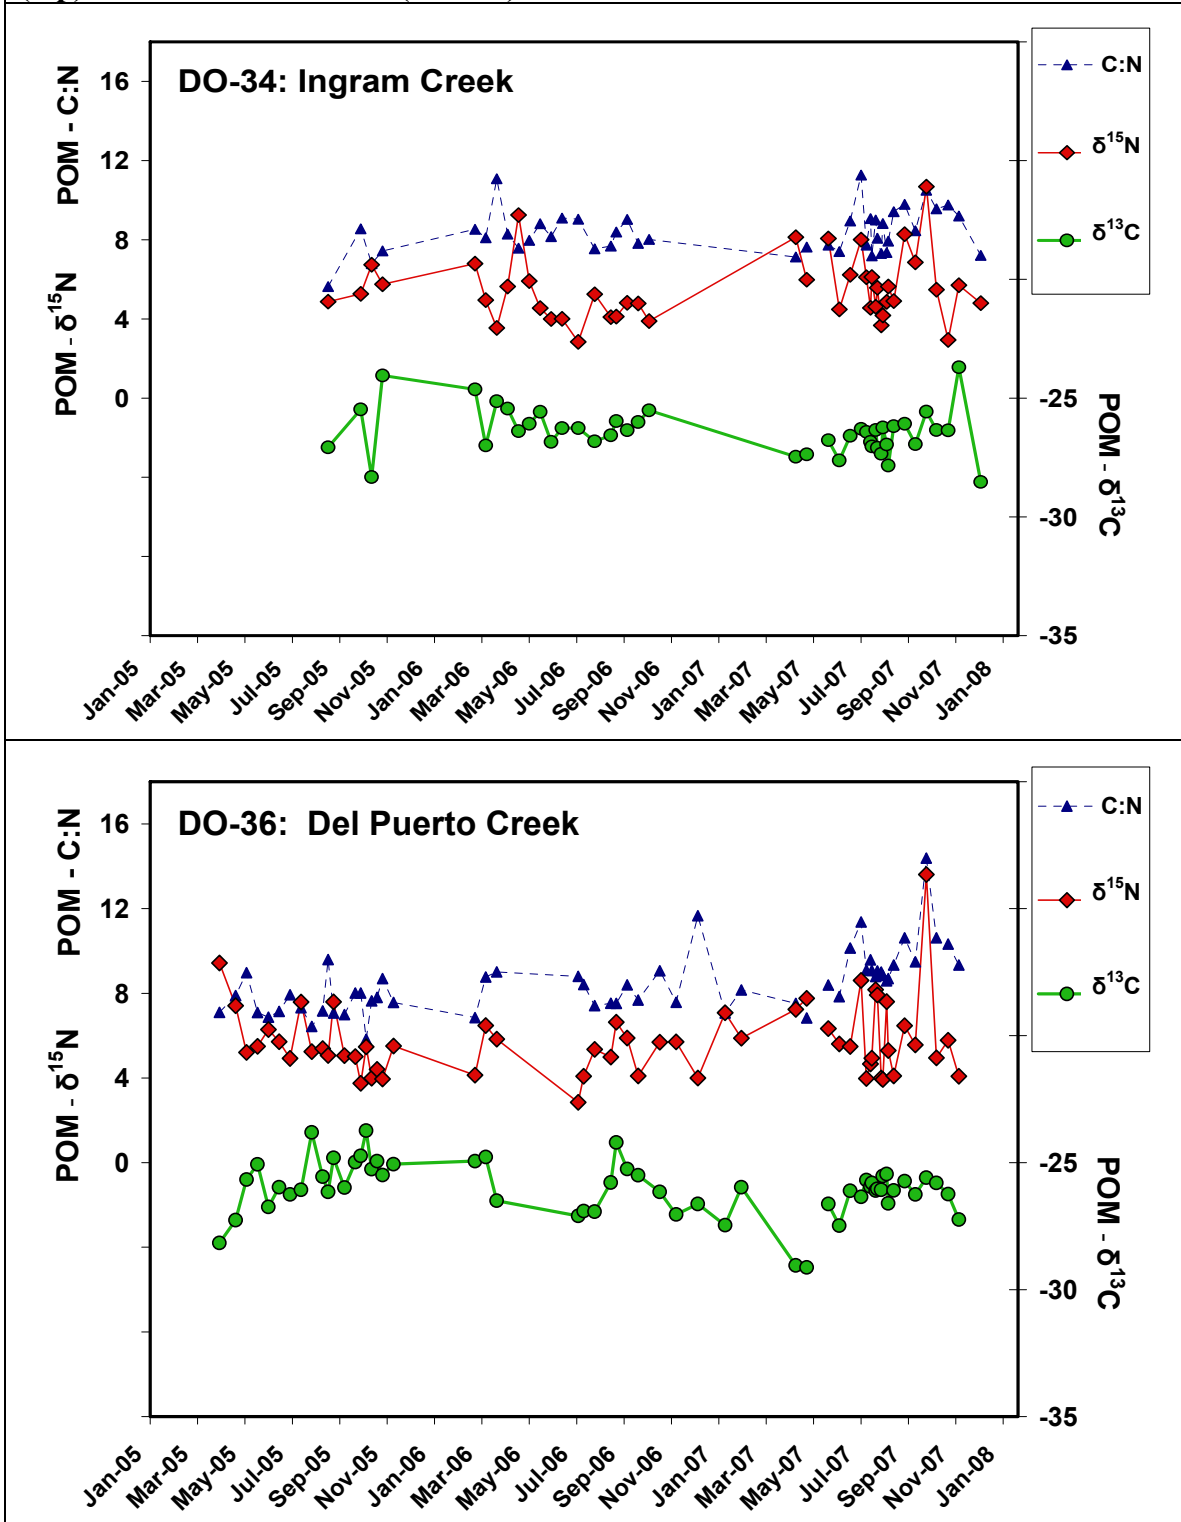 DO-34: Ingram Creek
POM - C:N
POM - δ15N
16
12
8
4
0
-25
-30
-35
POM - δ13C
C:N
δ15N
δ13C
Jan-05
Mar-05
May-05
Jul-05
Sep-05
Nov-05
Jan-06
Mar-06
May-06
Jul-06
Sep-06
Nov-06
Jan-07
Mar-07
May-07
Jul-07
Sep-07
Nov-07
Jan-08
DO-36: Del Puerto Creek
POM - C:N
POM - δ15N
16
12
8
4
0
-25
-30
-35
POM - δ13C
C:N
δ15N
δ13C
Jan-05
Mar-05
May-05
Jul-05
Sep-05
Nov-05
Jan-06
Mar-06
May-06
Jul-06
Sep-06
Nov-06
Jan-07
Mar-07
May-07
Jul-07
Sep-07
Nov-07
Jan-08